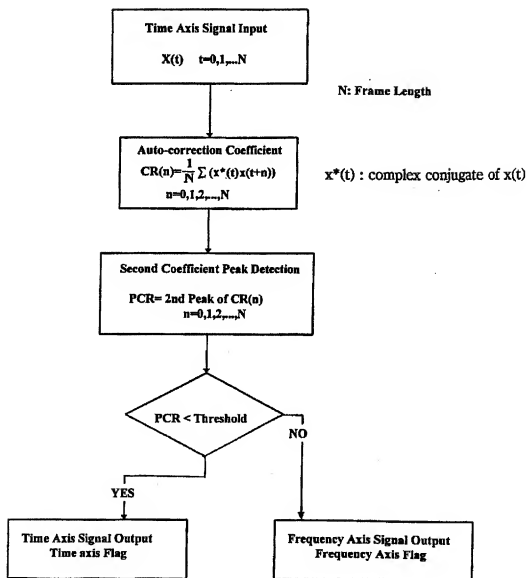 Time Axis Signal Input
X(t) t=0,1,...N
N: Frame Length
Auto-correction Coefficient
CR(n)=1/N Σ (x*(t)x(t+n))
n=0,1,2,...,N
x*(t) : complex conjugate of x(t)
Second Coefficient Peak Detection
PCR= 2nd Peak of CR(n)
n=0,1,2,...,N
PCR < Threshold
NO
YES
Time Axis Signal Output
Time axis Flag
Frequency Axis Signal Output
Frequency Axis Flag